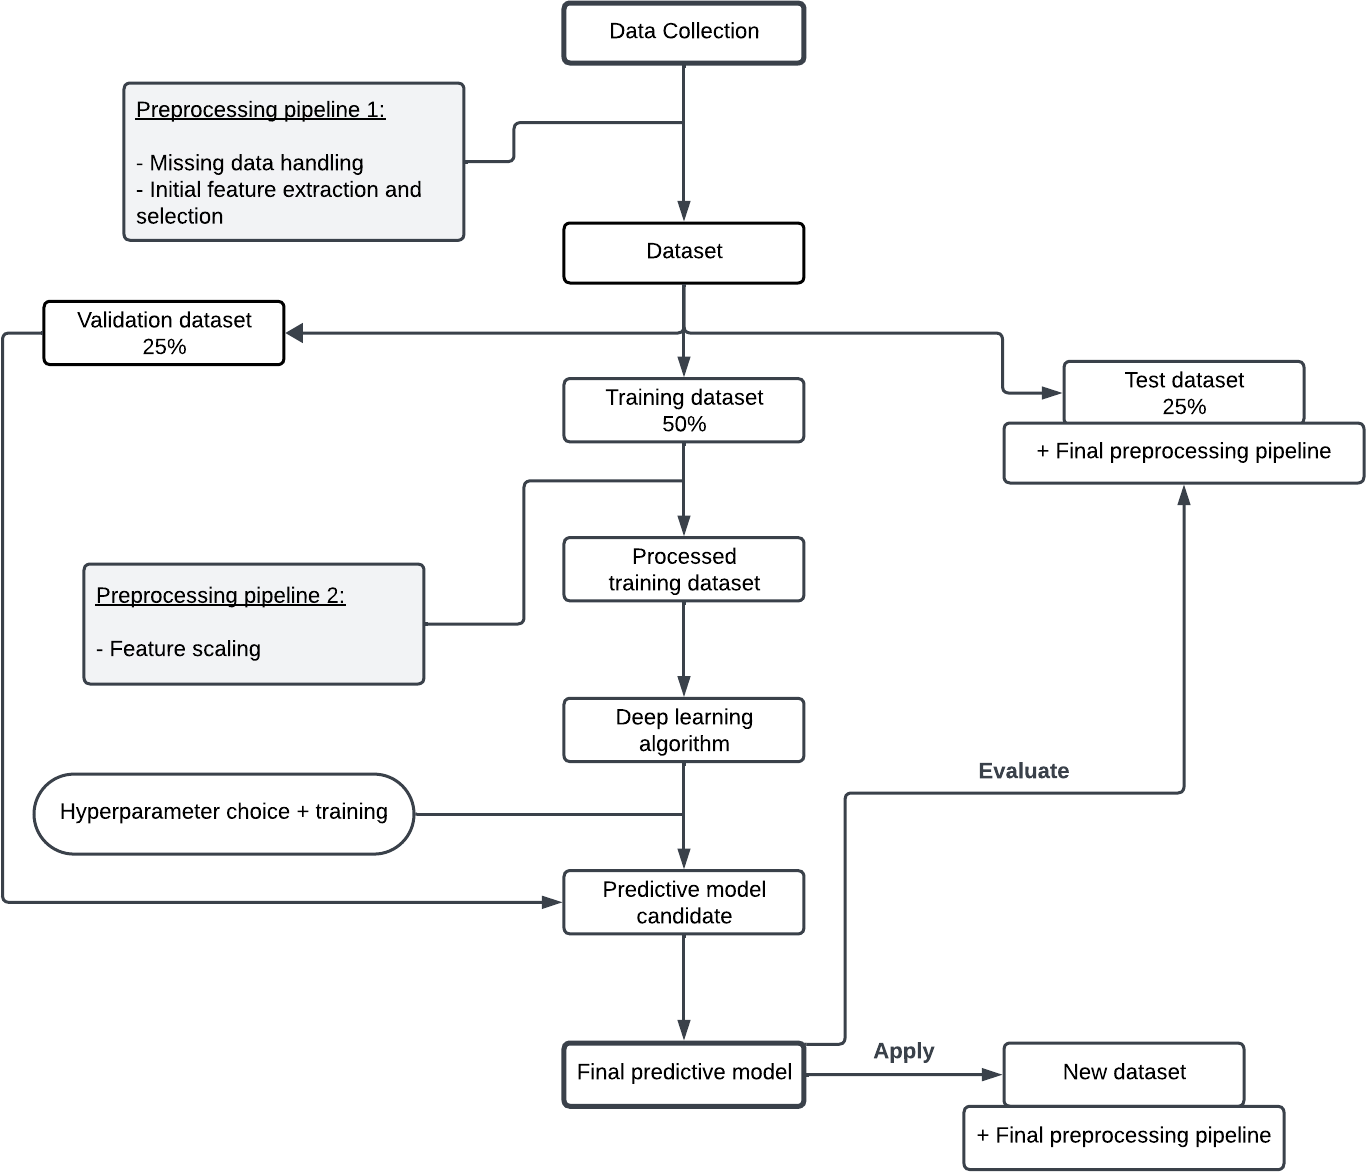 Data Collection
Preprocessing pipeline 1:
- Missing data handling
- Initial feature extraction and
selection
Dataset
Validation dataset
25%
Training dataset
50%
Test dataset
25%
+ Final preprocessing pipeline
Processed
training dataset
Preprocessing pipeline 2:
- Feature scaling
Deep learning
algorithm
Evaluate
Hyperparameter choice + training
Predictive model
candidate
Final predictive model
Apply
New dataset
+ Final preprocessing pipeline